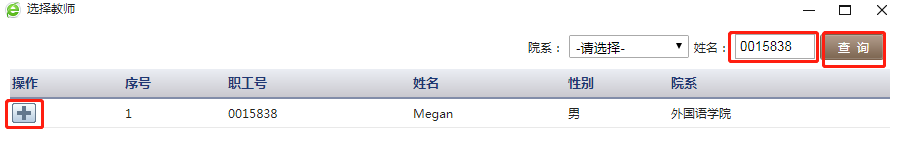 选择教师
院系： -请选择- 姓名： 0015838 查 询
操作 序号 职工号 姓名 性别 院系
1 0015838 Megan 男 外国语学院